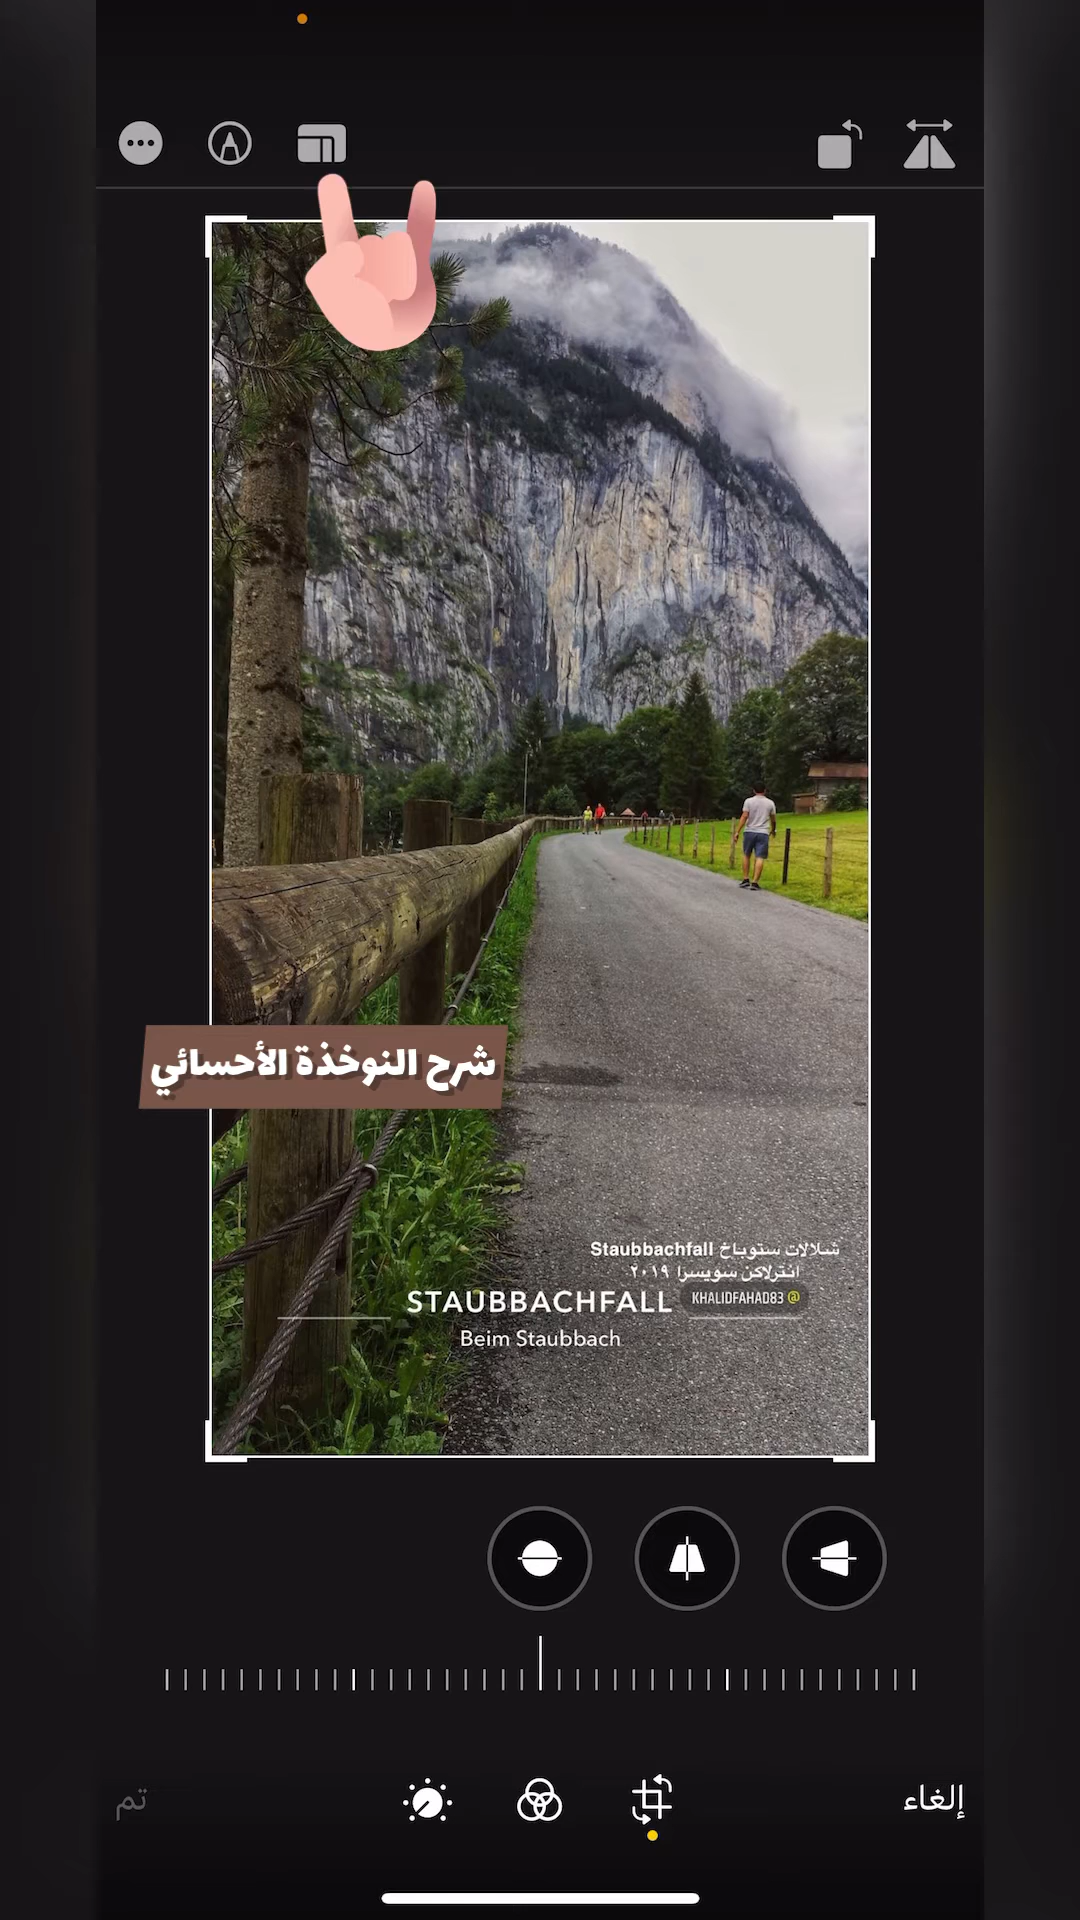 شرح النوخذة الأحسائي
شلالات ستوباخ Staubbachfall
انترلاكن سويسرا ٢٠١٩
STAUBBACHFALL
@KHALIDFAHAD83
Beim Staubbach
تم
إلغاء